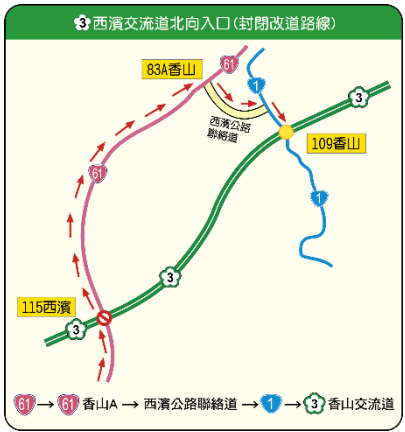 3 西濱交流道北向入口(封閉改道路線)
61
83A香山
1
3
西濱公路
聯絡道
109香山
61
1
3
115西濱
3
61→61香山A→西濱公路聯絡道→1→3香山交流道